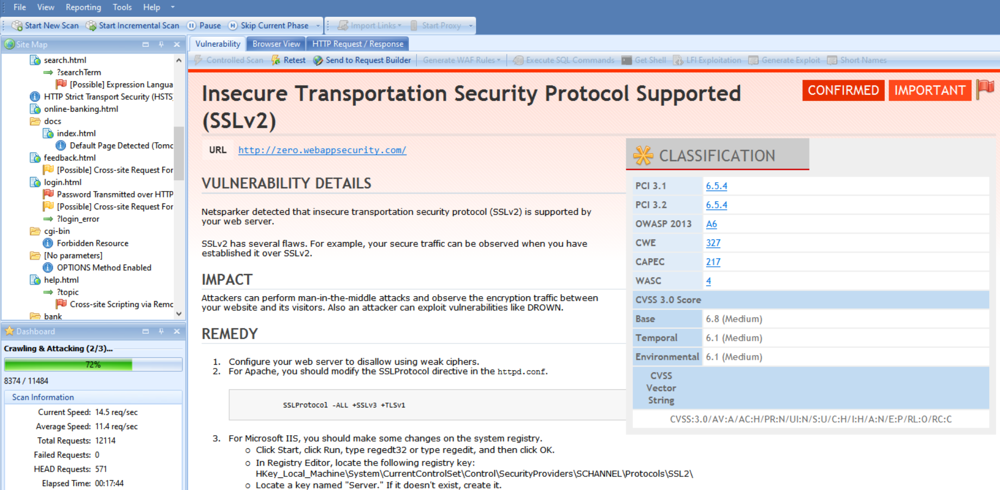 File View Reporting Tools Help
Start New Scan Start Incremental Scan Pause Skip Current Phase Import Links Start Proxy
Site Map
search.html
?searchTerm
[Possible] Expression Langua
HTTP Strict Transport Security (HSTS)
online-banking.html
docs
index.html
Default Page Detected (Tomc
feedback.html
[Possible] Cross-site Request For
login.html
Password Transmitted over HTTP
[Possible] Cross-site Request For
?login_error
cgi-bin
Forbidden Resource
[No parameters]
OPTIONS Method Enabled
help.html
?topic
Cross-site Scripting via Remo
bank
Dashboard
Crawling & Attacking (2/3)...
72%
8374 / 11484
Scan Information
Current Speed: 14.5 req/sec
Average Speed: 11.4 req/sec
Total Requests: 12114
Failed Requests: 0
HEAD Requests: 571
Elapsed Time: 00:17:44
Vulnerability Browser View HTTP Request / Response
Controlled Scan Retest Send to Request Builder Generate WAF Rules Execute SQL Commands Get Shell LFI Exploitation Generate Exploit Short Names
Insecure Transportation Security Protocol Supported
(SSLv2)
CONFIRMED IMPORTANT
URL http://zero.webappsecurity.com/
VULNERABILITY DETAILS
Netsparker detected that insecure transportation security protocol (SSLv2) is supported by
your web server.
SSLv2 has several flaws. For example, your secure traffic can be observed when you have
established it over SSLv2.
IMPACT
Attackers can perform man-in-the-middle attacks and observe the encryption traffic between
your website and its visitors. Also an attacker can exploit vulnerabilities like DROWN.
REMEDY
1. Configure your web server to disallow using weak ciphers.
2. For Apache, you should modify the SSLProtocol directive in the httpd.conf.
SSLProtocol -ALL +SSLv3 +TLSv1
3. For Microsoft IIS, you should make some changes on the system registry.
o Click Start, click Run, type regedt32 or type regedit, and then click OK.
o In Registry Editor, locate the following registry key:
HKey_Local_Machine\System\CurrentControlSet\Control\SecurityProviders\SCHANNEL\Protocols\SSL2\
o Locate a key named "Server." If it doesn't exist, create it.
CLASSIFICATION
PCI 3.1 6.5.4
PCI 3.2 6.5.4
OWASP 2013 A6
CWE 327
CAPEC 217
WASC 4
CVSS 3.0 Score
Base 6.8 (Medium)
Temporal 6.1 (Medium)
Environmental 6.1 (Medium)
CVSS
Vector
String
CVSS:3.0/AV:A/AC:H/PR:N/UI:N/S:U/C:H/I:H/A:N/E:P/RL:O/RC:C